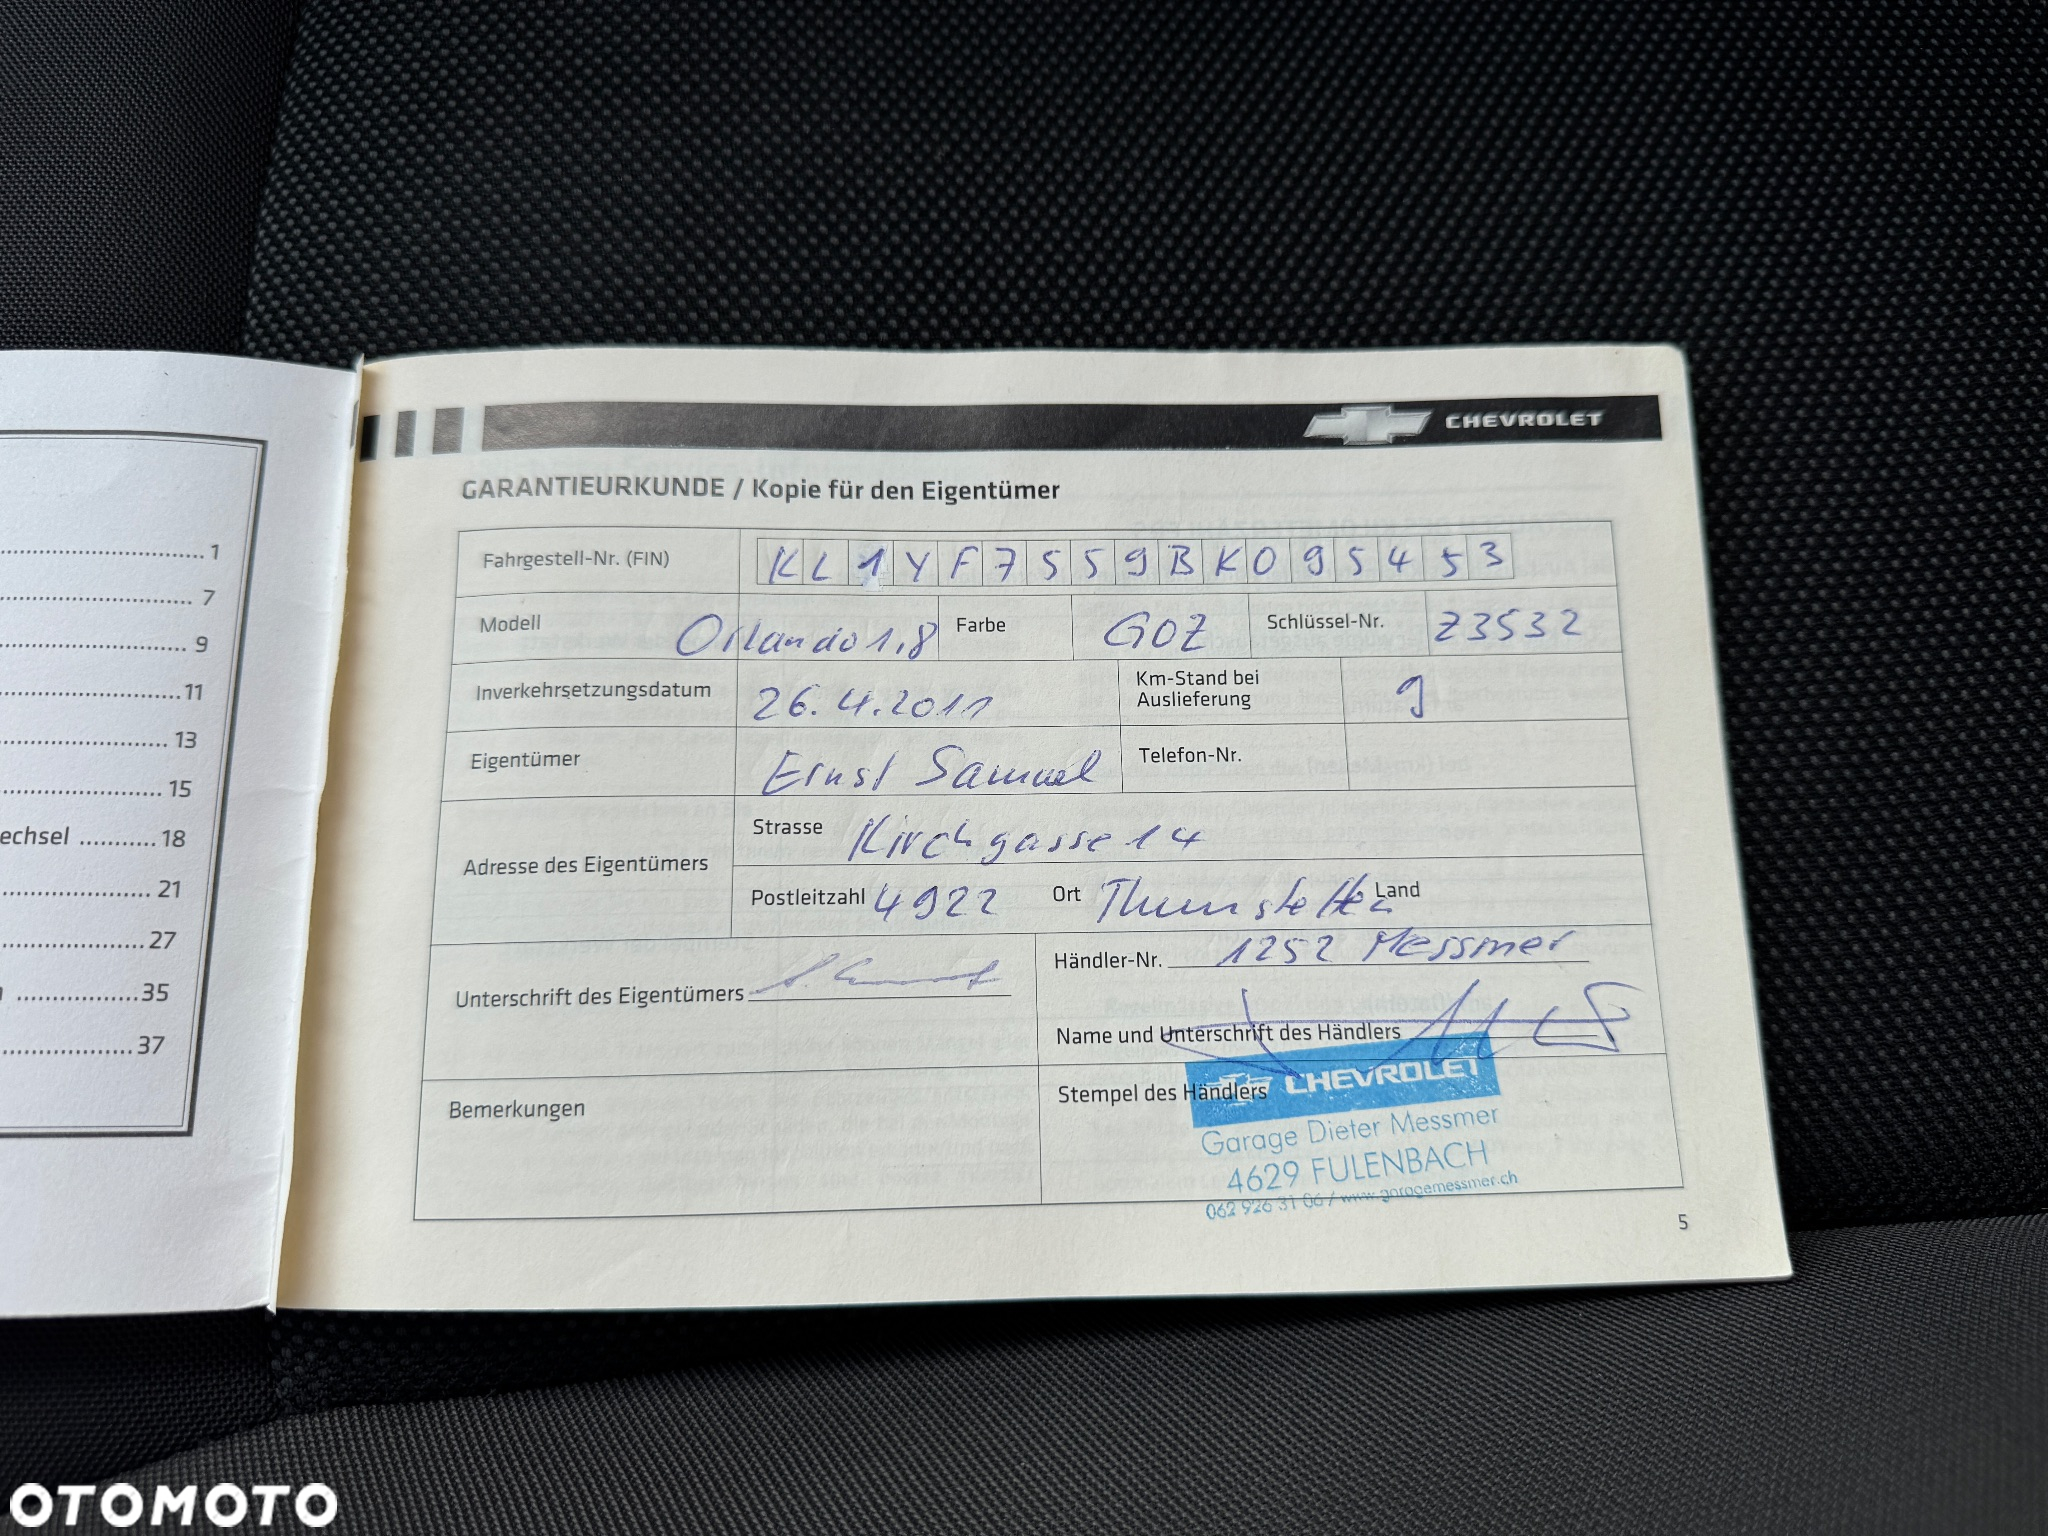 CHEVROLET
GARANTIEURKUNDE / Kopie für den Eigentümer
Fahrgestell-Nr. (FIN) KL1YF7559BK095453
Modell Orlando 1,8 Farbe GOZ Schlüssel-Nr. Z3532
Inverkehrsetzungsdatum 26.4.2011 Km-Stand bei
Auslieferung 9
Eigentümer Ernst Samuel Telefon-Nr.
Adresse des Eigentümers
Strasse Kirchgasse 14
Postleitzahl 4922 Ort Thunstetten Land
Unterschrift des Eigentümers
Händler-Nr. 1252 Messmer
Name und Unterschrift des Händlers
Bemerkungen
Stempel des Händlers
CHEVROLET
Garage Dieter Messmer
4629 FULENBACH
062 926 31 06 / www.garagemessmer.ch
5
1
7
9
11
13
15
echsel ........... 18
21
27
35
37
OTOMOTO